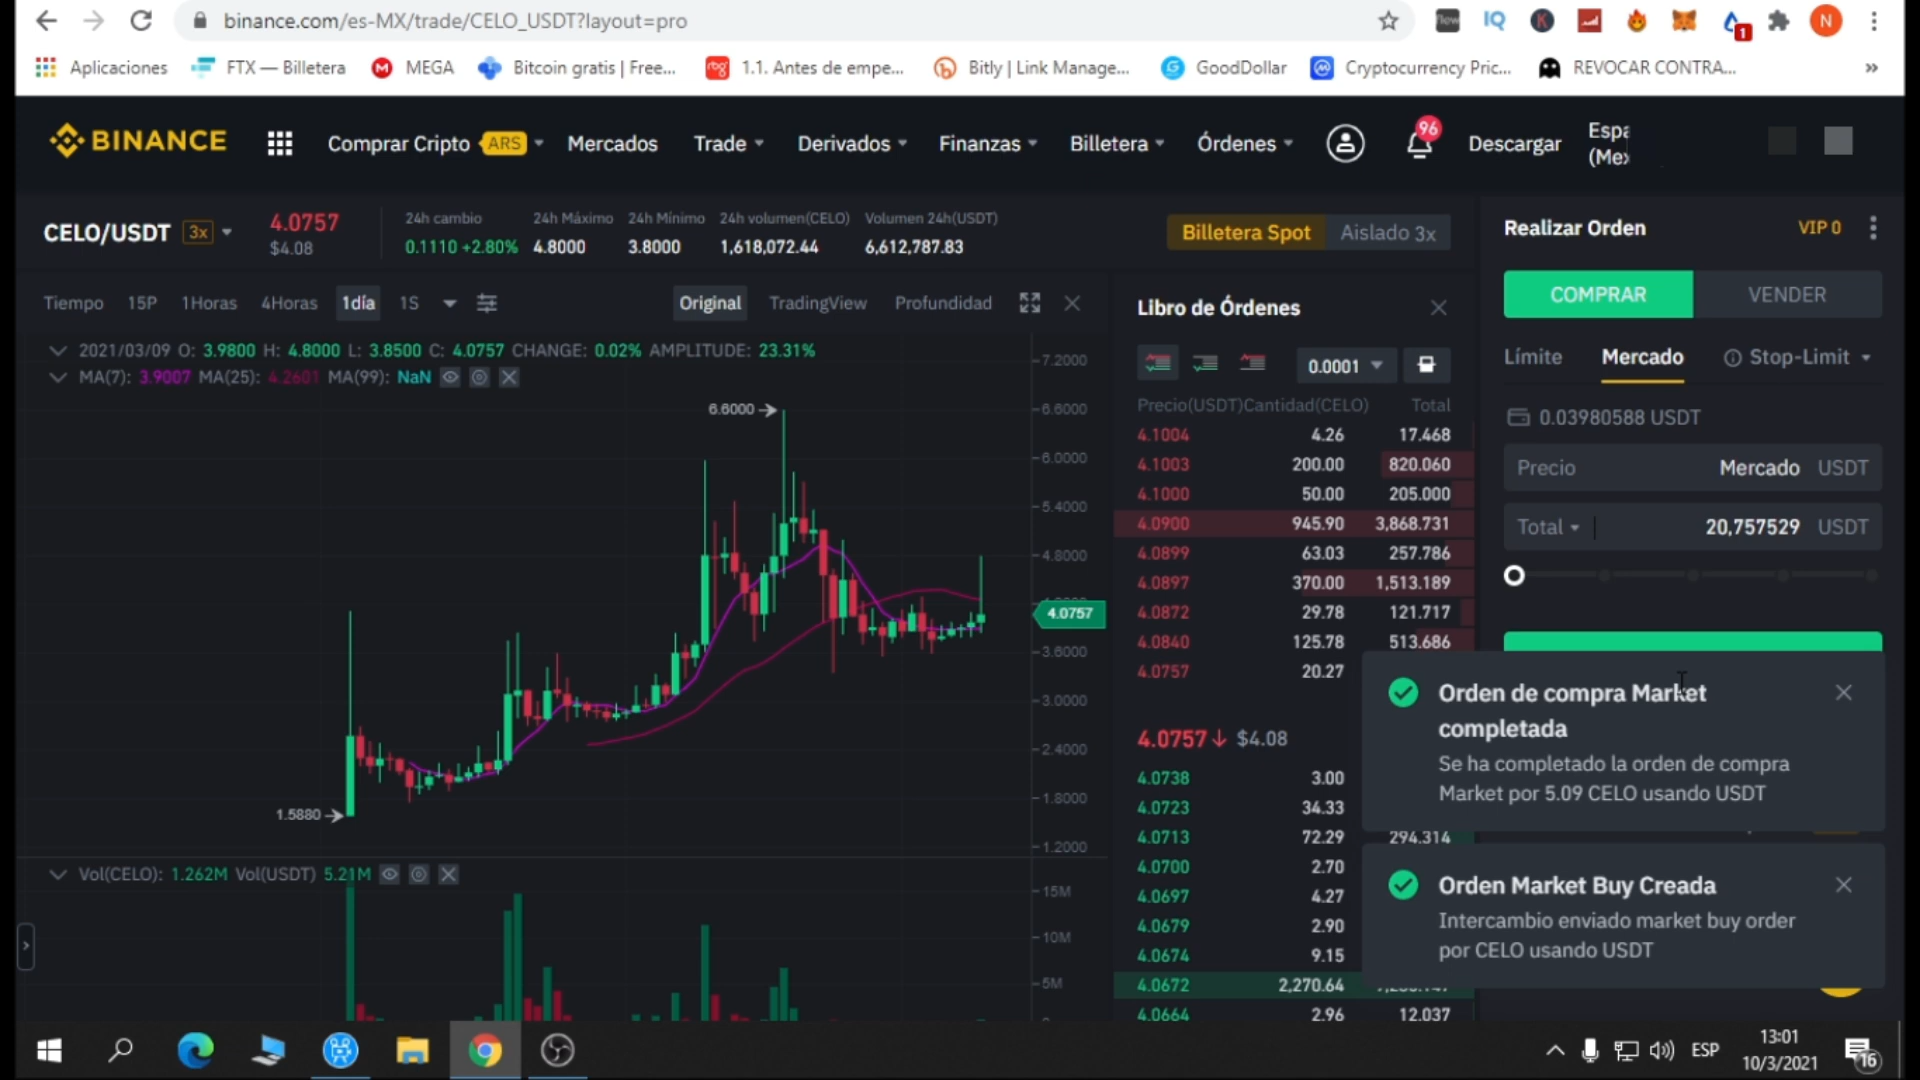 binance.com/es-MX/trade/CELO_USDT?layout=pro
flow IQ K 1 N
Aplicaciones FTX — Billetera MEGA Bitcoin gratis | Free... rbg 1.1. Antes de empe... Bitly | Link Manage... GoodDollar Cryptocurrency Pric... REVOCAR CONTRA... »
BINANCE Comprar Cripto ARS Mercados Trade Derivados Finanzas Billetera Órdenes 96 Descargar Espa
(Mex
CELO/USDT 3x 4.0757
$4.08
24h cambio 24h Máximo 24h Mínimo 24h volumen(CELO) Volumen 24h(USDT)
0.1110 +2.80% 4.8000 3.8000 1,618,072.44 6,612,787.83
Billetera Spot Aislado 3x
Tiempo 15P 1Horas 4Horas 1día 1S Original TradingView Profundidad
2021/03/09 O: 3.9800 H: 4.8000 L: 3.8500 C: 4.0757 CHANGE: 0.02% AMPLITUDE: 23.31%
MA(7): 3.9007 MA(25): 4.2601 MA(99): NaN
6.6000
1.5880
7.2000
6.6000
6.0000
5.4000
4.8000
4.0757
3.6000
3.0000
2.4000
1.8000
1.2000
Vol(CELO): 1.262M Vol(USDT) 5.21M
15M
10M
5M
0
Libro de Órdenes
0.0001
Precio(USDT) Cantidad(CELO) Total
4.1004 4.26 17.468
4.1003 200.00 820.060
4.1000 50.00 205.000
4.0900 945.90 3,868.731
4.0899 63.03 257.786
4.0897 370.00 1,513.189
4.0872 29.78 121.717
4.0840 125.78 513.686
4.0757 20.27
4.0757↓ $4.08
4.0738 3.00
4.0723 34.33
4.0713 72.29 294.314
4.0700 2.70
4.0697 4.27
4.0679 2.90
4.0674 9.15
4.0672 2,270.64
4.0664 2.96 12.037
Realizar Orden VIP 0
COMPRAR VENDER
Límite Mercado Stop-Limit
0.03980588 USDT
Precio Mercado USDT
Total 20,757529 USDT
Orden de compra Market
completada
Se ha completado la orden de compra
Market por 5.09 CELO usando USDT
Orden Market Buy Creada
Intercambio enviado market buy order
por CELO usando USDT
ESP
13:01
10/3/2021
16